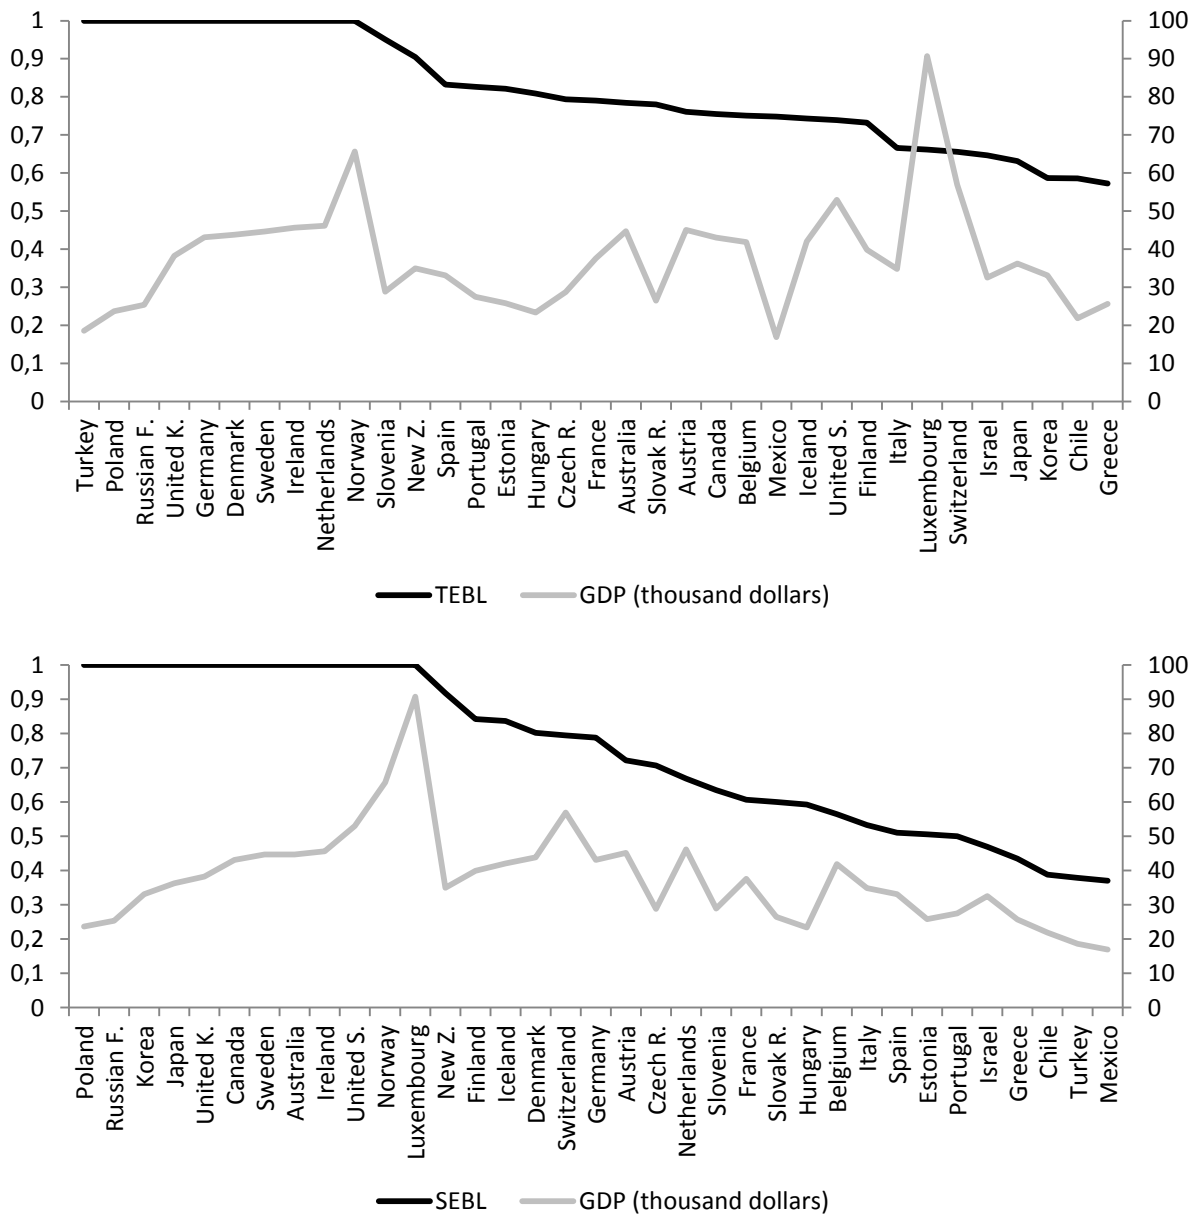 1 100
0,9 90
0,8 80
0,7 70
0,6 60
0,5 50
0,4 40
0,3 30
0,2 20
0,1 10
0 0
Turkey
Poland
Russian F.
United K.
Germany
Denmark
Sweden
Ireland
Netherlands
Norway
Slovenia
New Z.
Spain
Portugal
Estonia
Hungary
Czech R.
France
Australia
Slovak R.
Austria
Canada
Belgium
Mexico
Iceland
United S.
Finland
Italy
Luxembourg
Switzerland
Israel
Japan
Korea
Chile
Greece
TEBL GDP (thousand dollars)
1 100
0,9 90
0,8 80
0,7 70
0,6 60
0,5 50
0,4 40
0,3 30
0,2 20
0,1 10
0 0
Poland
Russian F.
Korea
Japan
United K.
Canada
Sweden
Australia
Ireland
United S.
Norway
Luxembourg
New Z.
Finland
Iceland
Denmark
Switzerland
Germany
Austria
Czech R.
Netherlands
Slovenia
France
Slovak R.
Hungary
Belgium
Italy
Spain
Estonia
Portugal
Israel
Greece
Chile
Turkey
Mexico
SEBL GDP (thousand dollars)